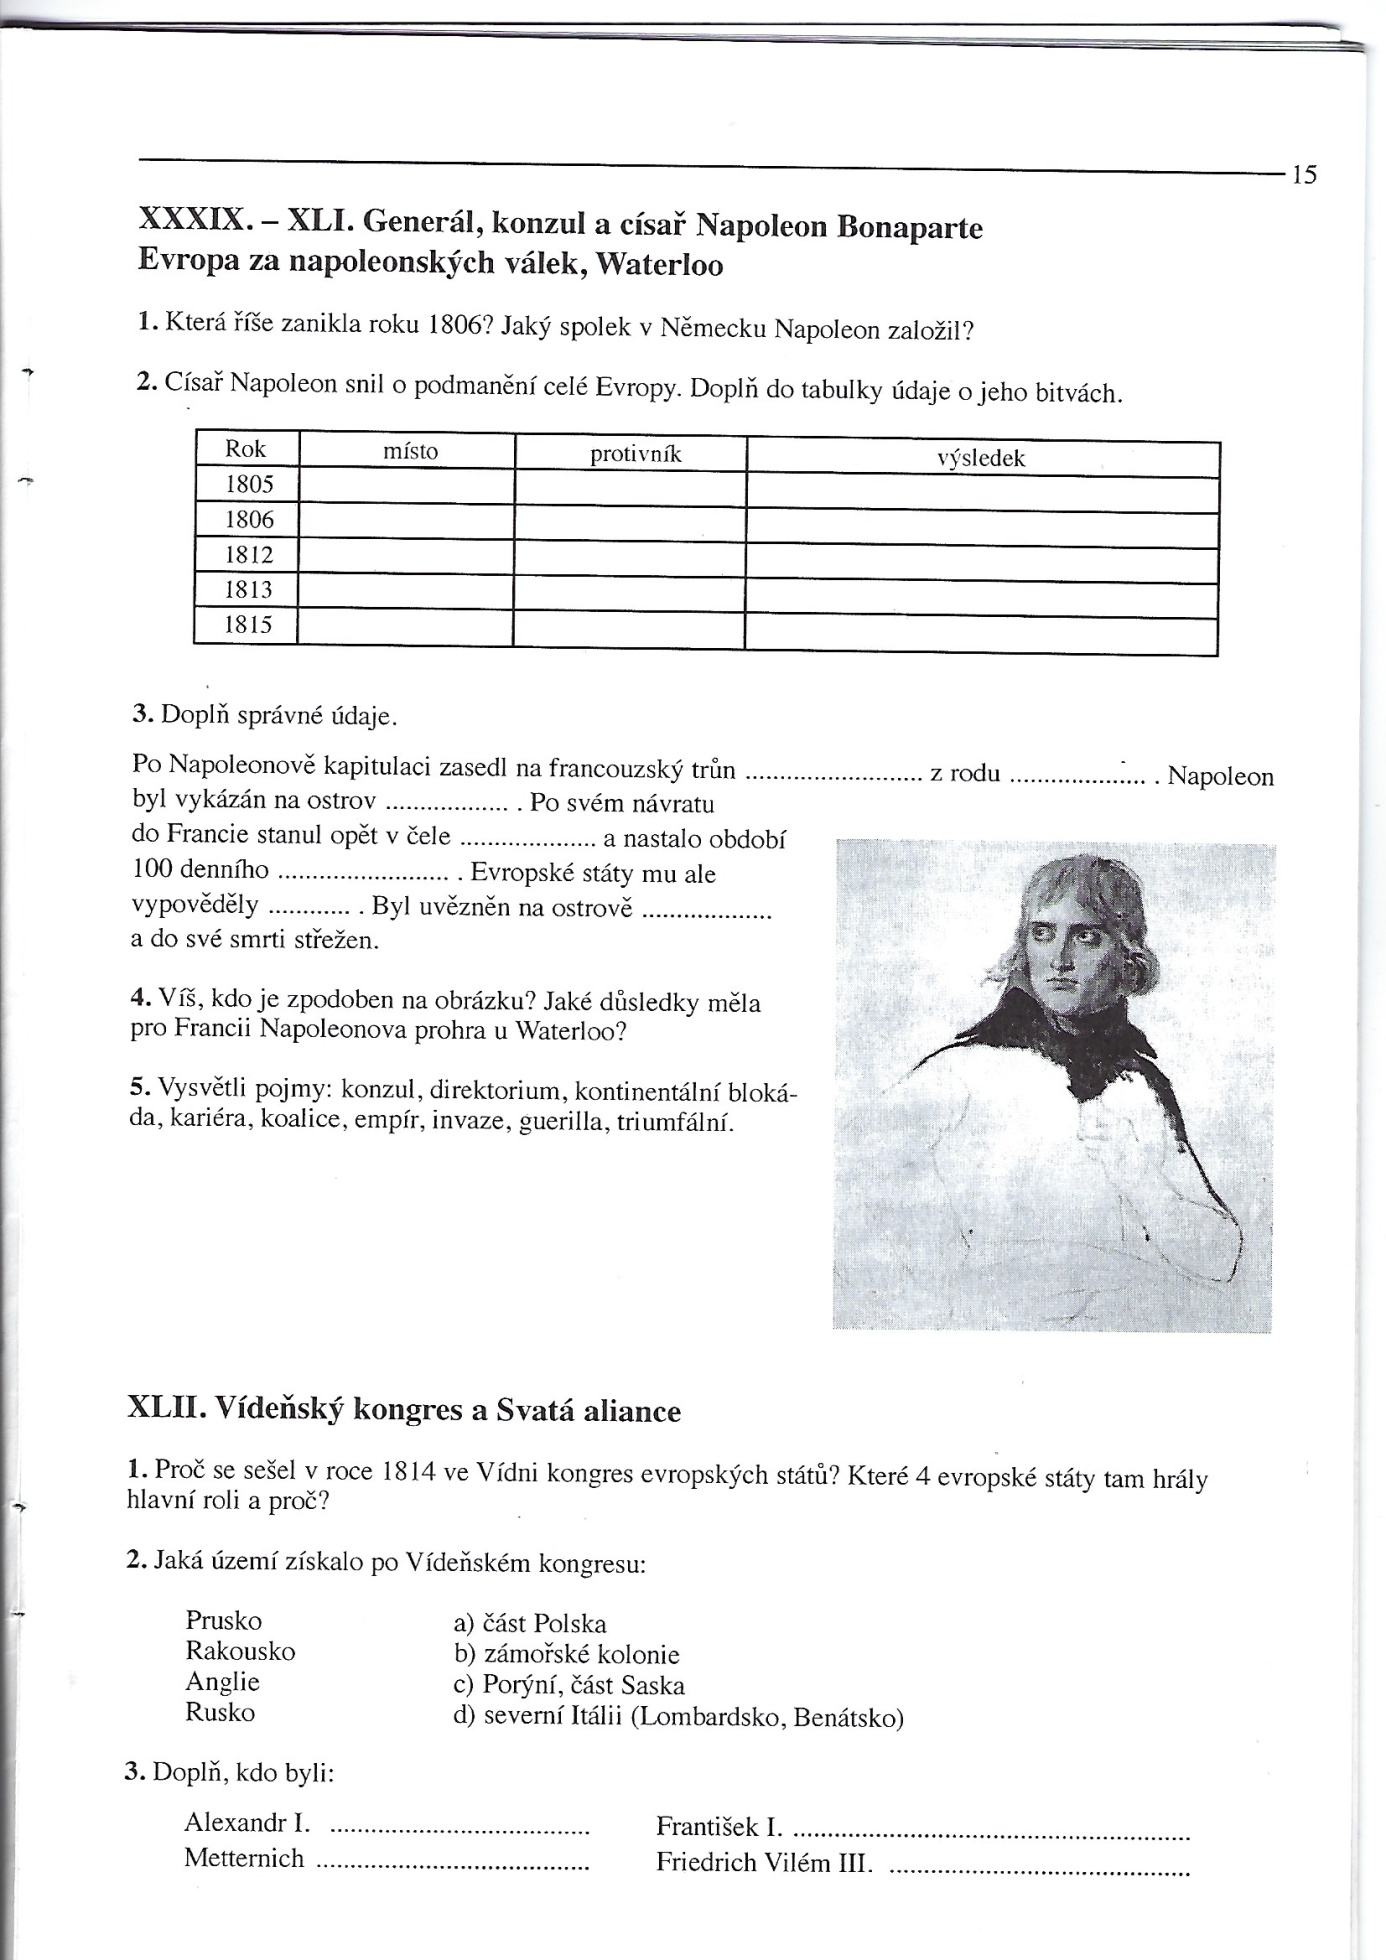 15
XXXIX. – XLI. Generál, konzul a císař Napoleon Bonaparte
Evropa za napoleonských válek, Waterloo
1. Která říše zanikla roku 1806? Jaký spolek v Německu Napoleon založil?
2. Císař Napoleon snil o podmanění celé Evropy. Doplň do tabulky údaje o jeho bitvách.
Rok místo protivník výsledek
1805
1806
1812
1813
1815
3. Doplň správné údaje.
Po Napoleonově kapitulaci zasedl na francouzský trůn .......................... z rodu .................... . Napoleon
byl vykázán na ostrov .................. . Po svém návratu
do Francie stanul opět v čele .................... a nastalo období
100 denního ......................... . Evropské státy mu ale
vypověděly ............ . Byl uvězněn na ostrově ...................
a do své smrti střežen.
4. Víš, kdo je zpodoben na obrázku? Jaké důsledky měla
pro Francii Napoleonova prohra u Waterloo?
5. Vysvětli pojmy: konzul, direktorium, kontinentální bloká-
da, kariéra, koalice, empír, invaze, guerilla, triumfální.
XLII. Vídeňský kongres a Svatá aliance
1. Proč se sešel v roce 1814 ve Vídni kongres evropských států? Které 4 evropské státy tam hrály
hlavní roli a proč?
2. Jaká území získalo po Vídeňském kongresu:
Prusko a) část Polska
Rakousko b) zámořské kolonie
Anglie c) Porýní, část Saska
Rusko d) severní Itálii (Lombardsko, Benátsko)
3. Doplň, kdo byli:
Alexandr I. ...................................... František I. ..........................................................
Metternich ........................................ Friedrich Vilém III. ............................................